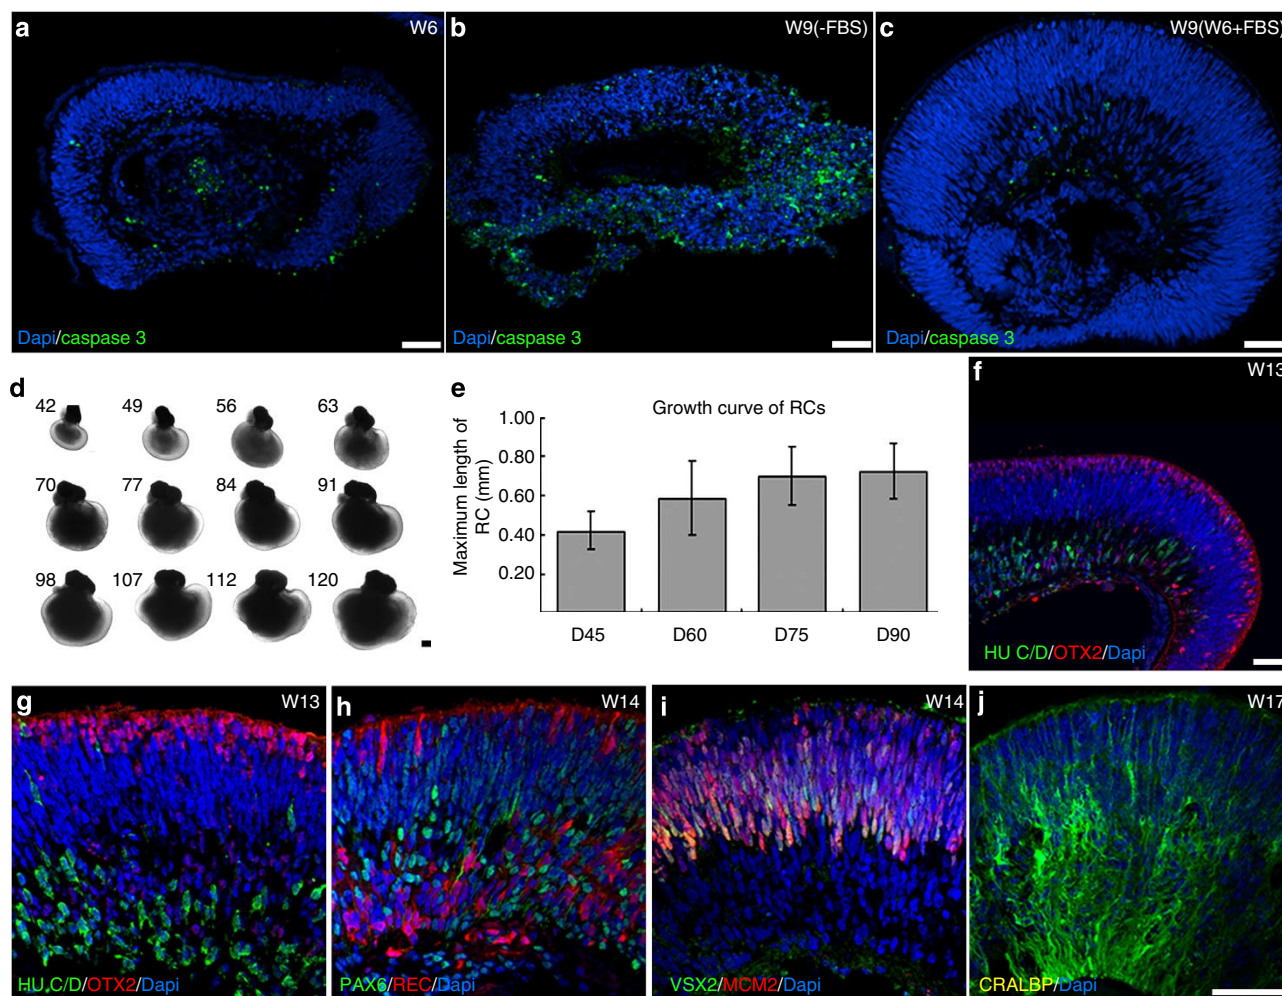 a W6
b W9(-FBS)
c W9(W6+FBS)
Dapi/caspase 3
Dapi/caspase 3
Dapi/caspase 3
d
42 49 56 63
70 77 84 91
98 107 112 120
e
Growth curve of RCs
Maximum length of
RC (mm)
1.00
0.80
0.60
0.40
0.20
D45 D60 D75 D90
f W13
HU C/D/OTX2/Dapi
g W13
HU C/D/OTX2/Dapi
h W14
PAX6/REC/Dapi
i W14
VSX2/MCM2/Dapi
j W17
CRALBP/Dapi